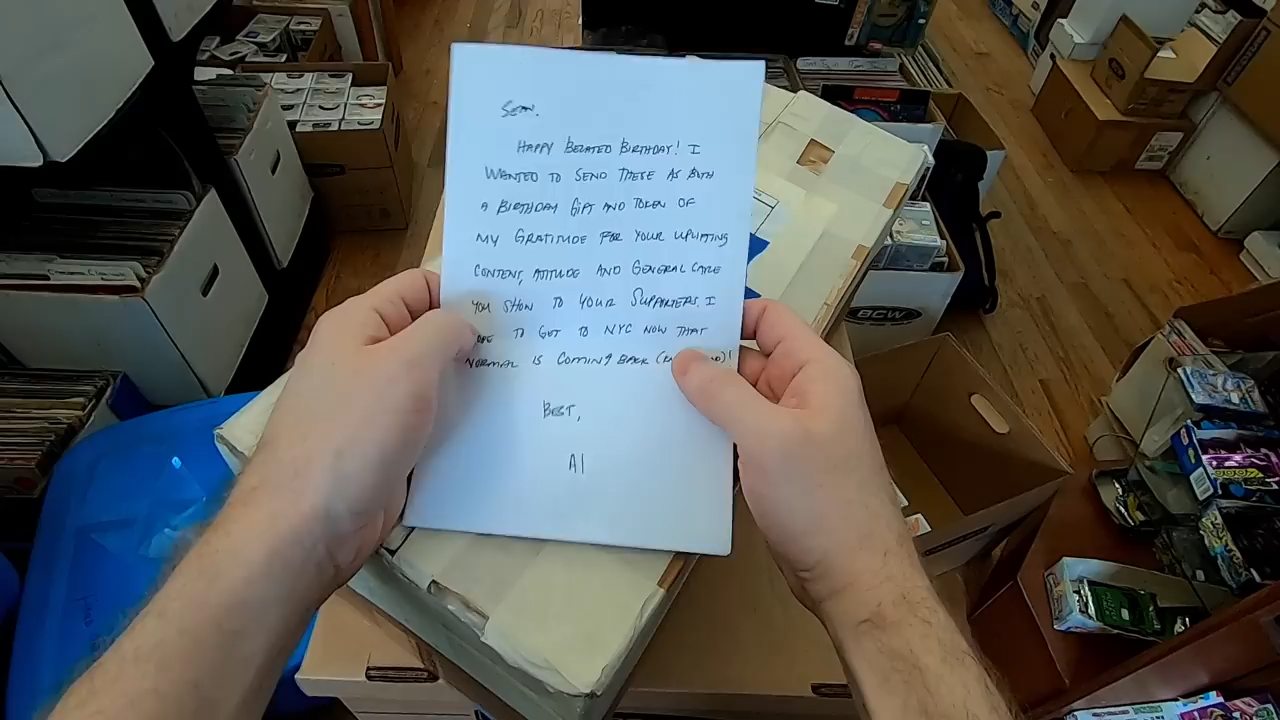 Sean.
HAPPY BELATED BIRTHDAY! I
WANTED TO SEND THESE AS BOTH
A BIRTHDAY GIFT AND TOKEN OF
MY GRATITUDE FOR YOUR UPLIFTING
CONTENT, ATTITUDE AND GENERAL CARE
YOU SHOW TO YOUR SUPPORTERS. I
TO GET TO NYC NOW THAT
NORMAL IS COMING BACK
BEST,
Al
BCW